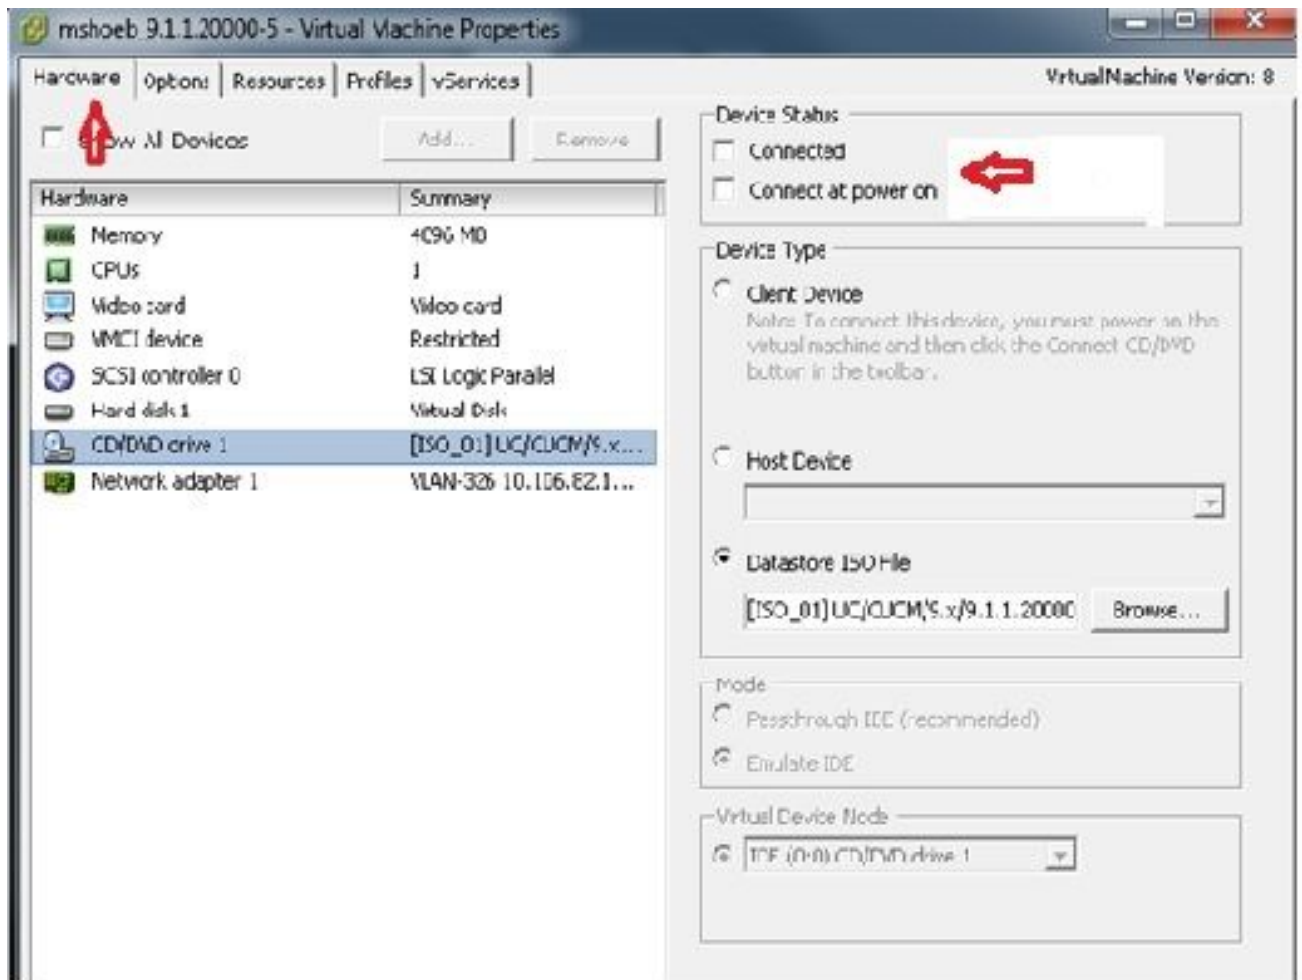 mshoeb 9.1.1.20000-5 - Virtual Machine Properties
Hardware Options Resources Profiles vServices
Virtual Machine Version: 8
Show All Devices Add... Remove
Hardware Summary
Memory 4096 MB
CPUs 1
Video card Video card
VMCI device Restricted
SCSI controller 0 LSI Logic Parallel
Hard disk 1 Virtual Disk
CD/DVD drive 1 [ISO_01] UC/CUCM/9.x...
Network adapter 1 VLAN-326 10.106.82.1...
Device Status
Connected
Connect at power on
Device Type
Client Device
Note: To connect this device, you must power on the
virtual machine and then click the Connect CD/DVD
button in the toolbar.
Host Device
Datastore ISO File
[ISO_01] UC/CUCM/9.x/9.1.1.20000 Browse...
Mode
Passthrough IDE (recommended)
Emulate IDE
Virtual Device Node
IDE (0:0) CD/DVD drive 1